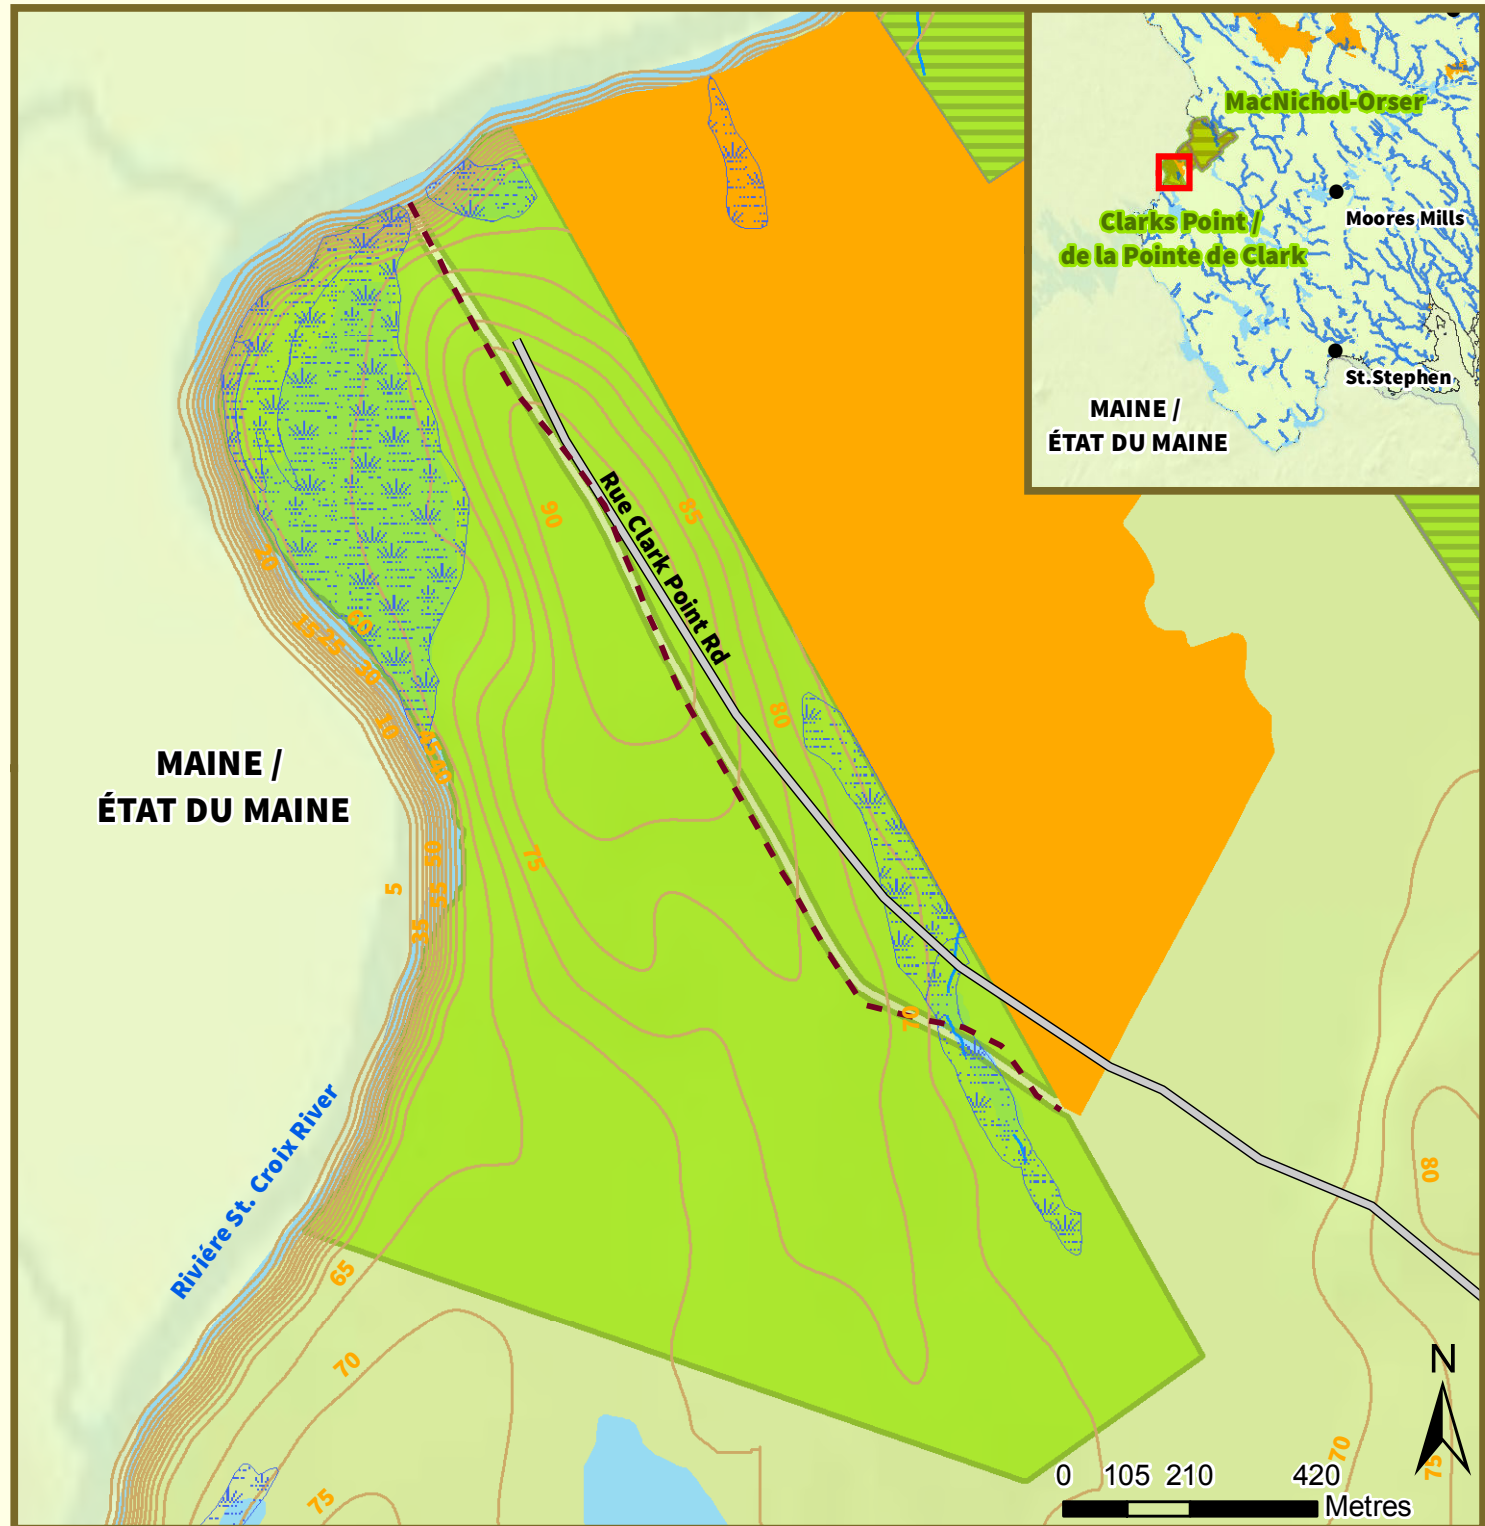 MacNichol-Orser
Moores Mills
Clarks Point /
de la Pointe de Clark
St.Stephen
MAINE /
ÉTAT DU MAINE
Rue Clark Point Rd
90
85
20
60
15
25
30
10
80
45
40
MAINE /
ÉTAT DU MAINE
50
75
5
55
35
70
Riviére St. Croix River
80
65
70
75
70
75
N
0 105 210 420
Metres